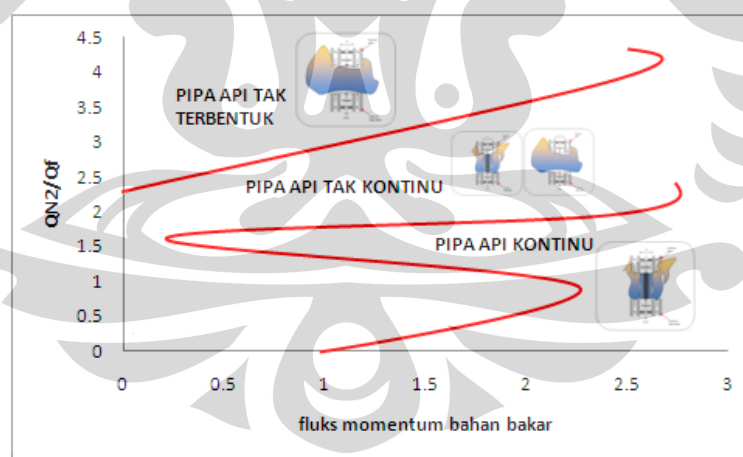 4.5
4
3.5
3
2.5
2
1.5
1
0.5
0
QN2/Qf
PIPA API TAK
TERBENTUK
PIPA API TAK KONTINU
PIPA API KONTINU
0 0.5 1 1.5 2 2.5 3
fluks momentum bahan bakar